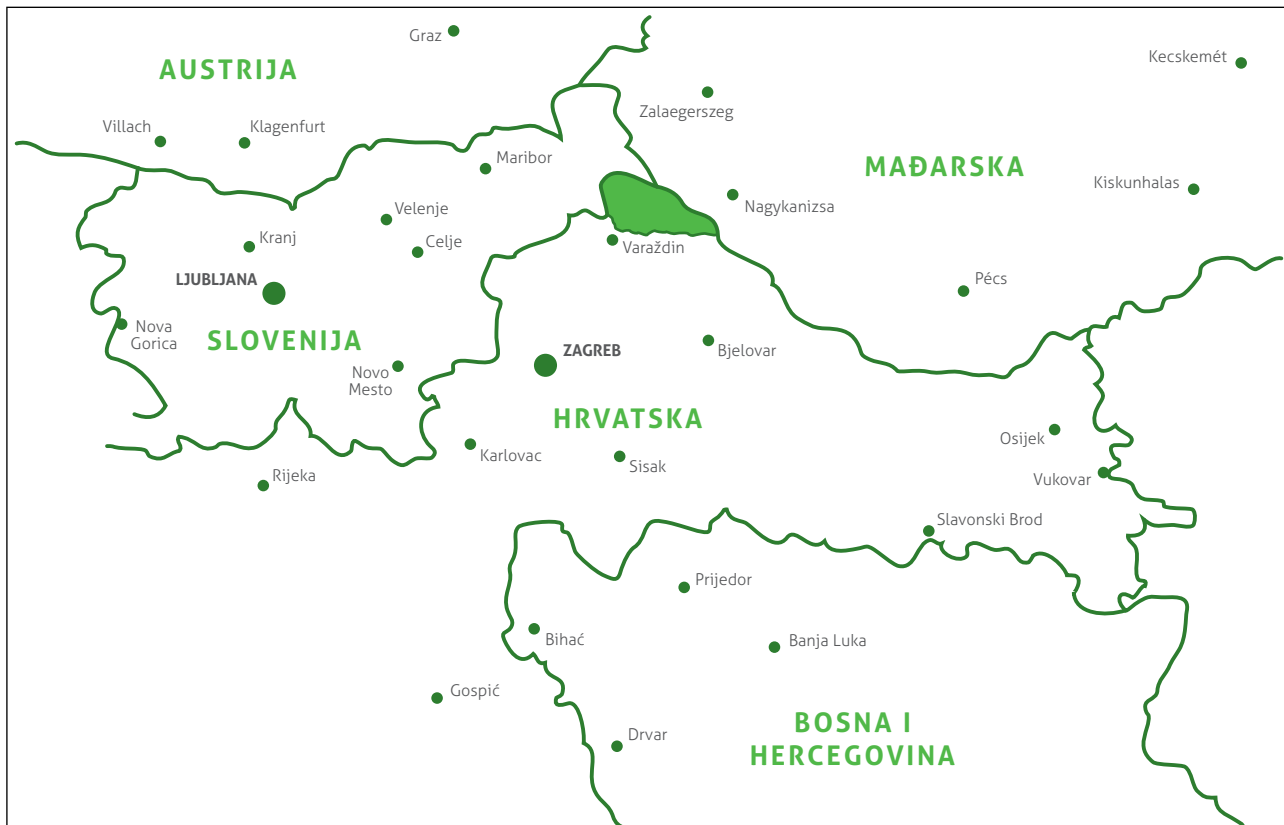 Graz
Kecskemét
AUSTRIJA
Zalaegerszeg
Villach
Klagenfurt
Maribor
MAĐARSKA
Kiskunhalas
Nagykanizsa
Velenje
Kranj
Celje
Varaždin
LJUBLJANA
Pécs
Nova
Gorica
SLOVENIJA
ZAGREB
Bjelovar
Novo
Mesto
HRVATSKA
Osijek
Karlovac
Sisak
Rijeka
Vukovar
Slavonski Brod
Prijedor
Bihać
Banja Luka
Gospić
BOSNA I
HERCEGOVINA
Drvar